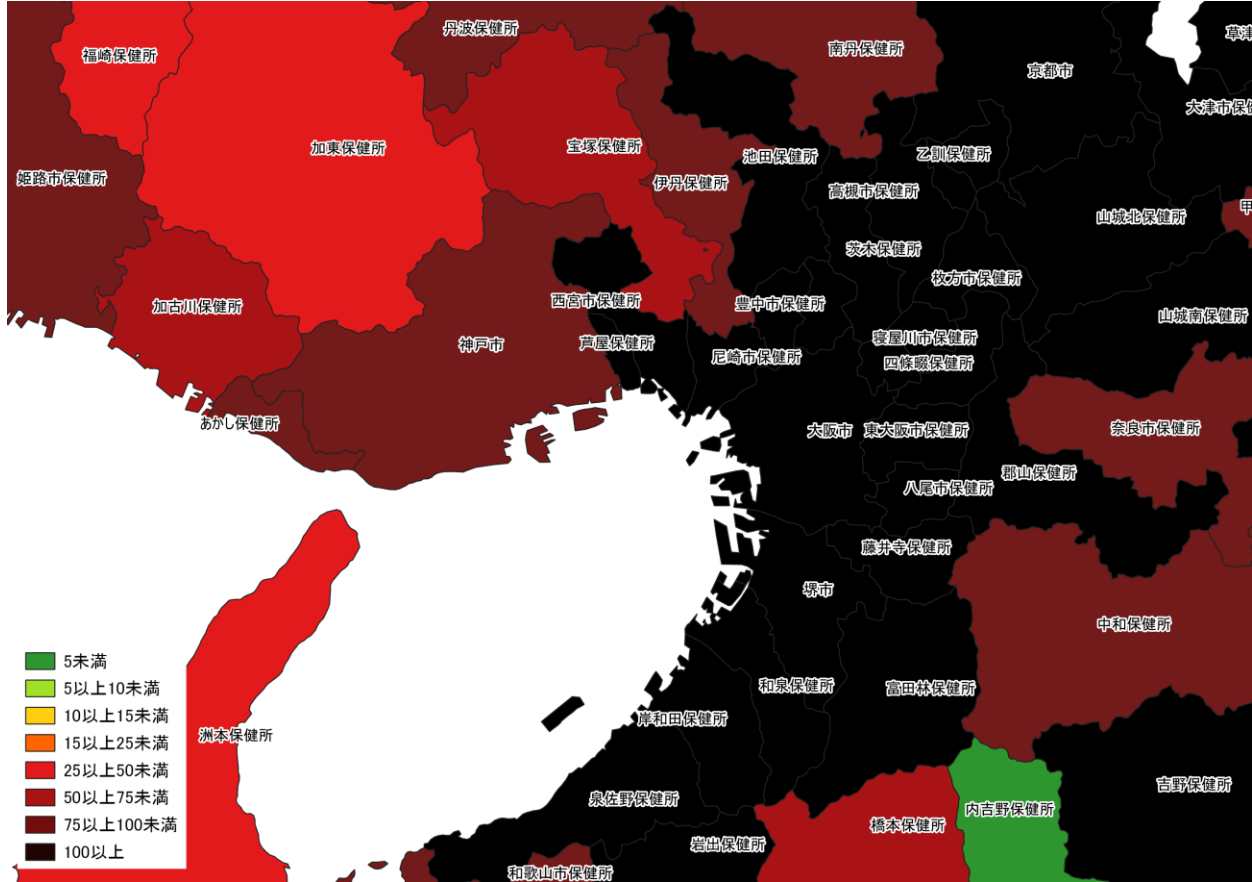 丹波保健所
草津
福崎保健所
南丹保健所
京都市
大津市保健
加東保健所
宝塚保健所
池田保健所
乙訓保健所
姫路市保健所
伊丹保健所
高槻市保健所
甲
山城北保健所
茨木保健所
枚方市保健所
加古川保健所
西宮市保健所
豊中市保健所
山城南保健所
神戸市
芦屋保健所
寝屋川市保健所
尼崎市保健所
四條畷保健所
あかし保健所
大阪市
東大阪市保健所
奈良市保健所
郡山保健所
八尾市保健所
藤井寺保健所
堺市
中和保健所
和泉保健所
富田林保健所
岸和田保健所
洲本保健所
吉野保健所
泉佐野保健所
内吉野保健所
橋本保健所
岩出保健所
和歌山市保健所
5未満
5以上10未満
10以上15未満
15以上25未満
25以上50未満
50以上75未満
75以上100未満
100以上